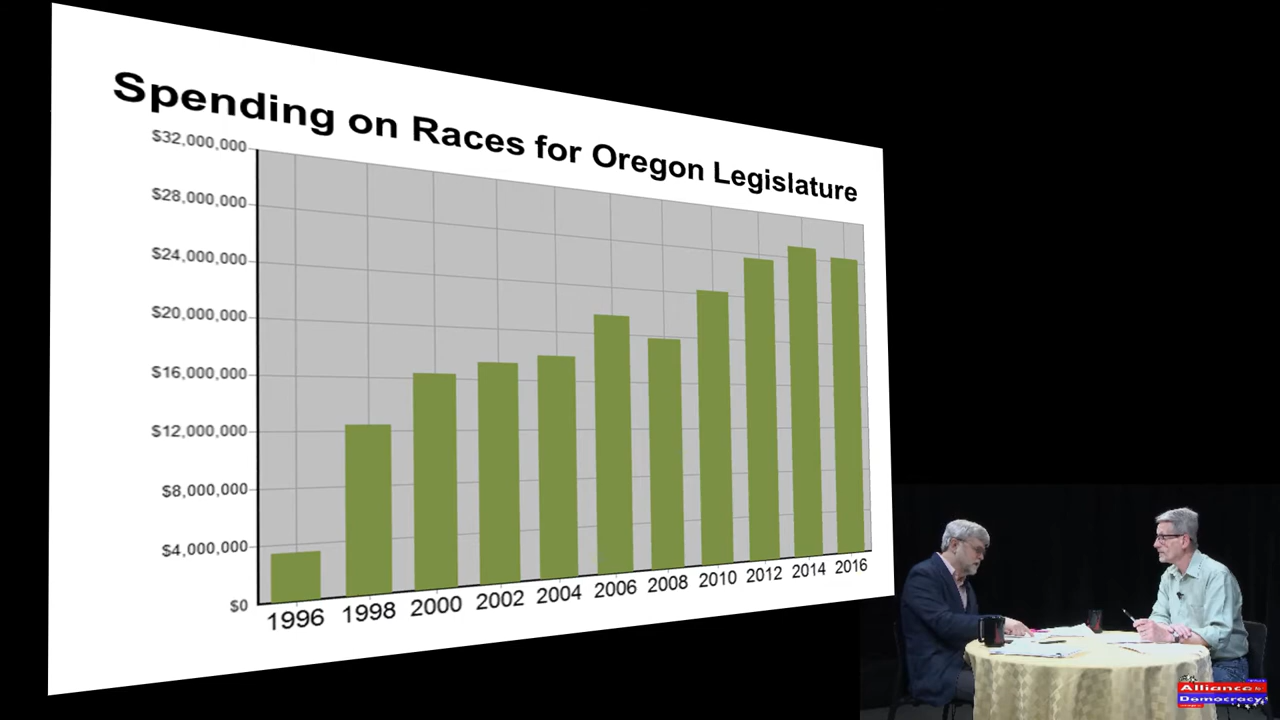 Spending on Races for Oregon Legislature
$32,000,000
$28,000,000
$24,000,000
$20,000,000
$16,000,000
$12,000,000
$8,000,000
$4,000,000
$0
1996 1998 2000 2002 2004 2006 2008 2010 2012 2014 2016
Alliance
Democracy